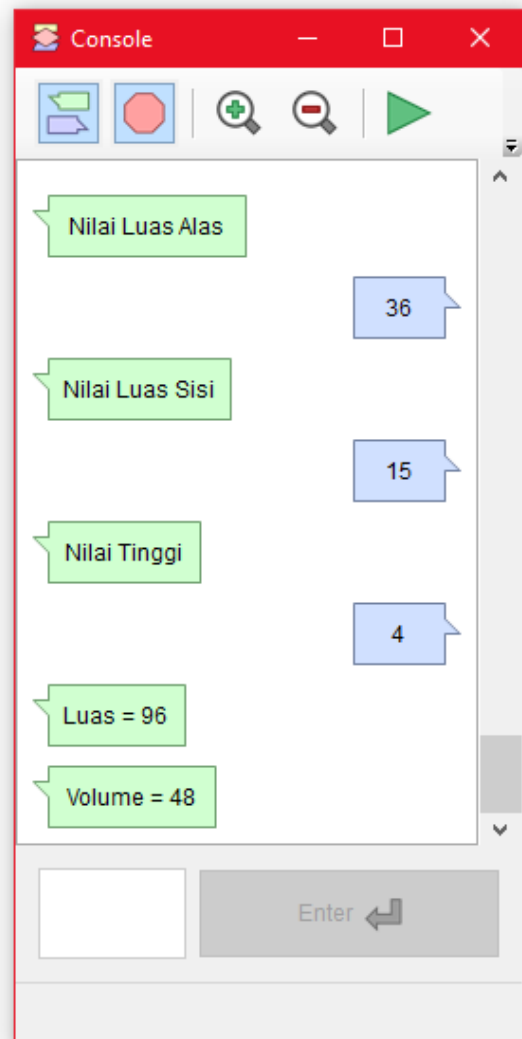 Console
Nilai Luas Alas
36
Nilai Luas Sisi
15
Nilai Tinggi
4
Luas = 96
Volume = 48
Enter